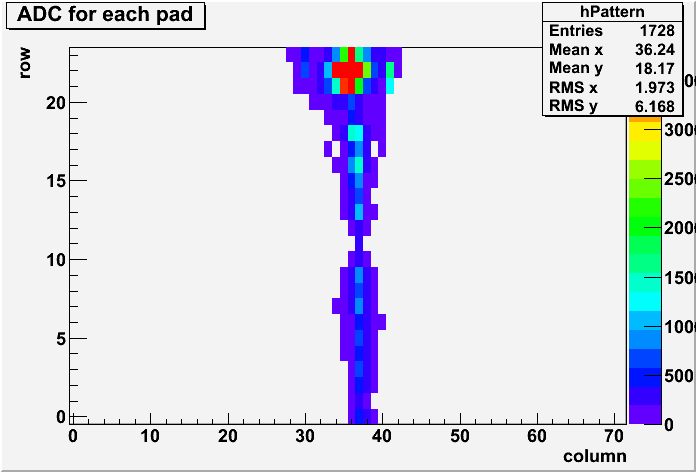 ADC for each pad
hPattern
Entries 1728
Mean x 36.24
Mean y 18.17
RMS x 1.973
RMS y 6.168
row
20
15
10
5
0
0 10 20 30 40 50 60 70
column
3000
2500
2000
1500
1000
500
0